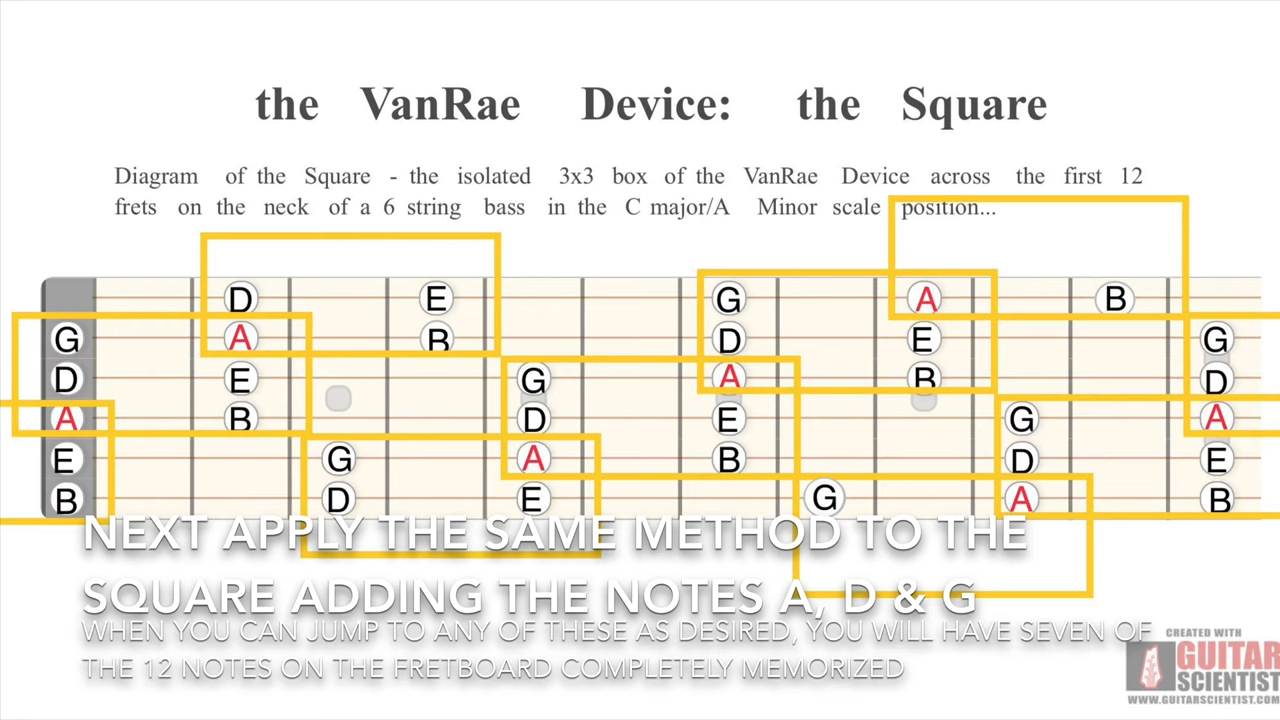 the VanRae Device: the Square
Diagram of the Square - the isolated 3x3 box of the VanRae Device across the first 12
frets on the neck of a 6 string bass in the C major/A Minor scale position...
D E G A B
G A B D E G
D E G A B D
A B D E G A
E G A B D E
B D E G A B
NEXT APPLY THE SAME METHOD TO THE
SQUARE ADDING THE NOTES A, D & G
WHEN YOU CAN JUMP TO ANY OF THESE AS DESIRED, YOU WILL HAVE SEVEN OF
THE 12 NOTES ON THE FRETBOARD COMPLETELY MEMORIZED
CREATED WITH
GUITAR
SCIENTIST
WWW.GUITARSCIENTIST.COM